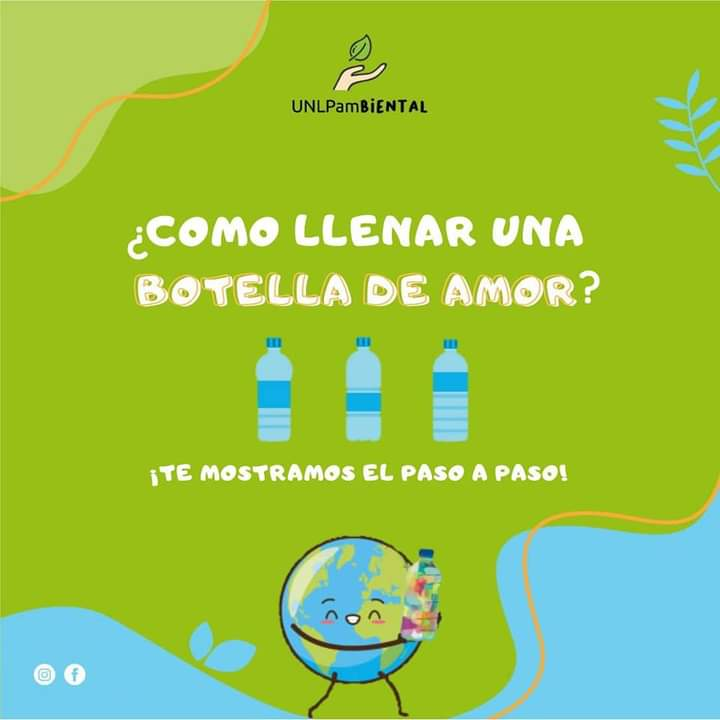 UNLPamBiENTAL
¿COMO LLENAR UNA
BOTELLA DE AMOR?
¡TE MOSTRAMOS EL PASO A PASO!